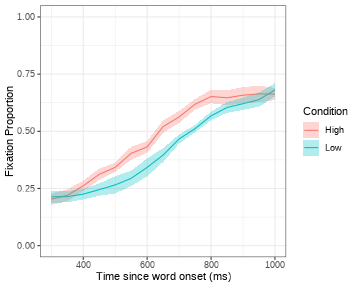 1.00
0.75
0.50
0.25
0.00
Fixation Proportion
400
600
800
1000
Time since word onset (ms)
Condition
High
Low